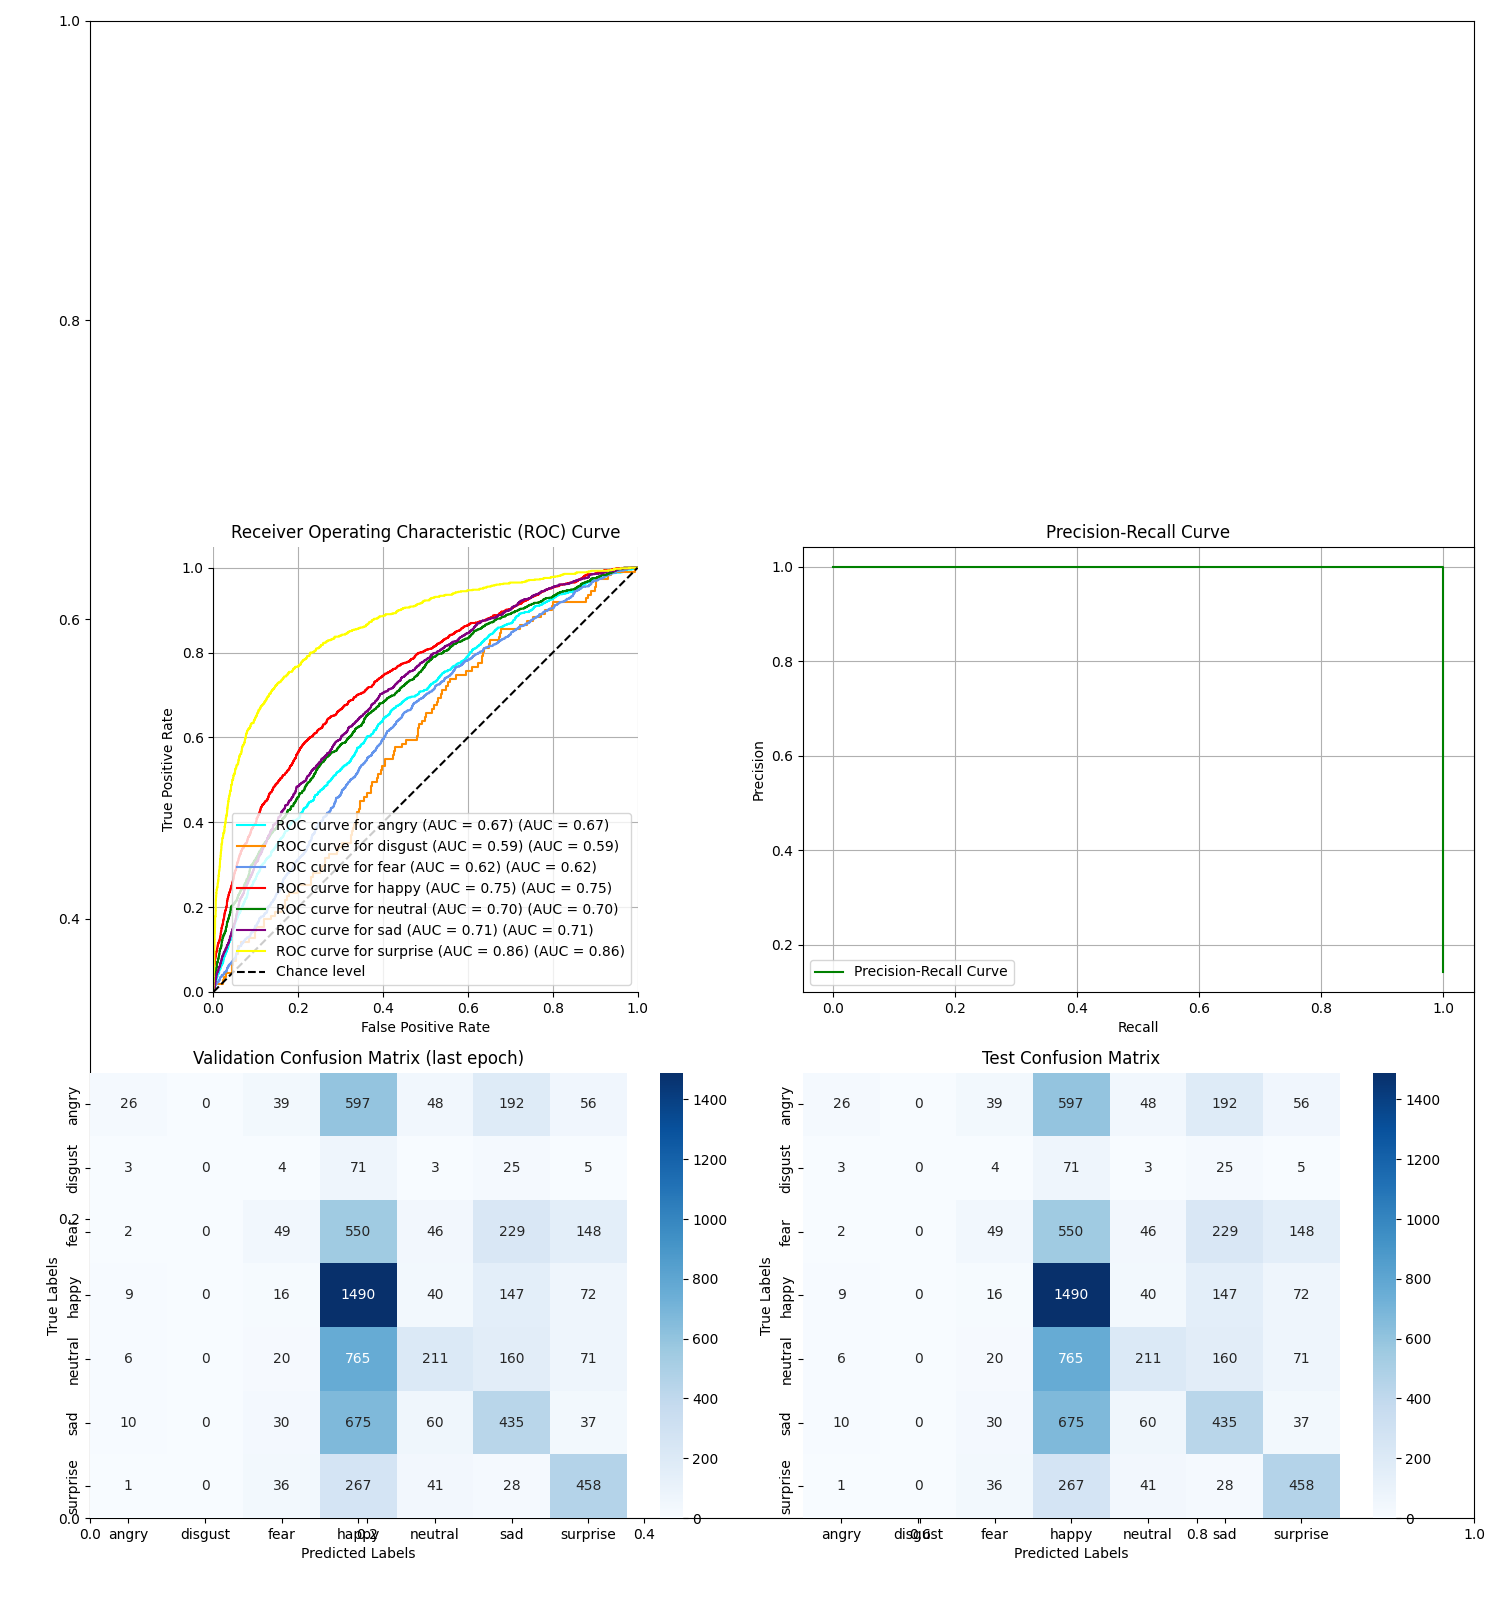 1.0
0.8
0.6
0.4
0.2
0.0
0.0 0.2 0.4 0.6 0.8 1.0
Receiver Operating Characteristic (ROC) Curve
True Positive Rate
1.0
0.8
0.6
0.4
0.2
0.0
ROC curve for angry (AUC = 0.67) (AUC = 0.67)
ROC curve for disgust (AUC = 0.59) (AUC = 0.59)
ROC curve for fear (AUC = 0.62) (AUC = 0.62)
ROC curve for happy (AUC = 0.75) (AUC = 0.75)
ROC curve for neutral (AUC = 0.70) (AUC = 0.70)
ROC curve for sad (AUC = 0.71) (AUC = 0.71)
ROC curve for surprise (AUC = 0.86) (AUC = 0.86)
Chance level
0.0 0.2 0.4 0.6 0.8 1.0
False Positive Rate
Precision-Recall Curve
Precision
1.0
0.8
0.6
0.4
0.2
Precision-Recall Curve
0.0 0.2 0.4 0.6 0.8 1.0
Recall
Validation Confusion Matrix (last epoch)
True Labels
angry 26 0 39 597 48 192 56
disgust 3 0 4 71 3 25 5
fear 2 0 49 550 46 229 148
happy 9 0 16 1490 40 147 72
neutral 6 0 20 765 211 160 71
sad 10 0 30 675 60 435 37
surprise 1 0 36 267 41 28 458
angry disgust fear happy neutral sad surprise
Predicted Labels
1400
1200
1000
800
600
400
200
0
Test Confusion Matrix
True Labels
angry 26 0 39 597 48 192 56
disgust 3 0 4 71 3 25 5
fear 2 0 49 550 46 229 148
happy 9 0 16 1490 40 147 72
neutral 6 0 20 765 211 160 71
sad 10 0 30 675 60 435 37
surprise 1 0 36 267 41 28 458
angry disgust fear happy neutral sad surprise
Predicted Labels
1400
1200
1000
800
600
400
200
0